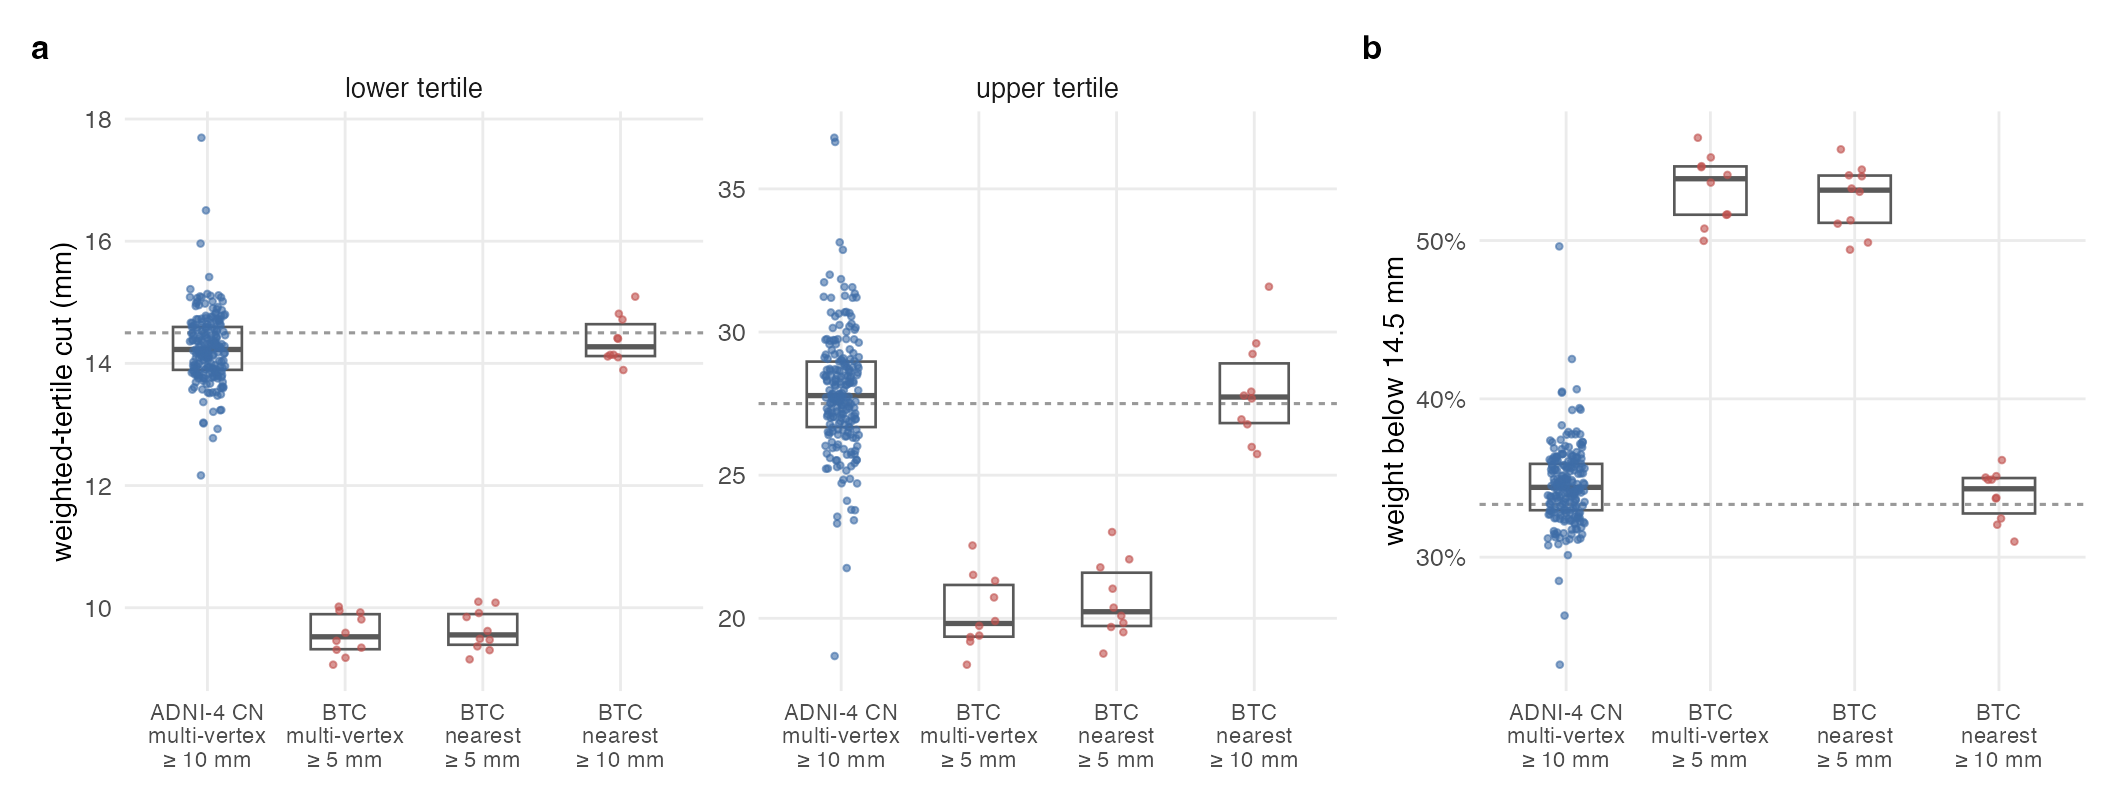 a
b
lower tertile
upper tertile
weighted-tertile cut (mm)
18
16
14
12
10
35
30
25
20
weight below 14.5 mm
50%
40%
30%
ADNI-4 CN
multi-vertex
≥ 10 mm
BTC
multi-vertex
≥ 5 mm
BTC
nearest
≥ 5 mm
BTC
nearest
≥ 10 mm
ADNI-4 CN
multi-vertex
≥ 10 mm
BTC
multi-vertex
≥ 5 mm
BTC
nearest
≥ 5 mm
BTC
nearest
≥ 10 mm
ADNI-4 CN
multi-vertex
≥ 10 mm
BTC
multi-vertex
≥ 5 mm
BTC
nearest
≥ 5 mm
BTC
nearest
≥ 10 mm